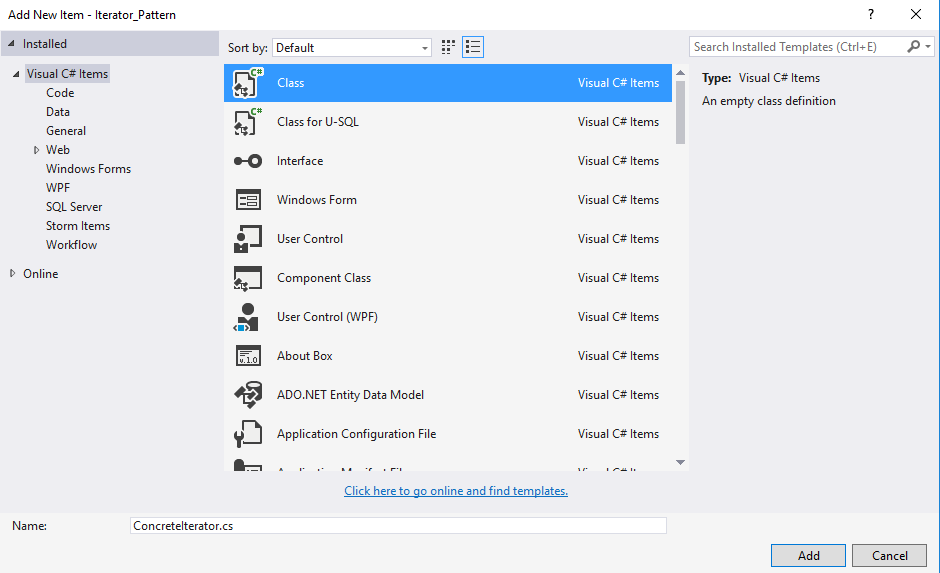 Add New Item - Iterator_Pattern
?
Installed
Visual C# Items
Code
Data
General
Web
Windows Forms
WPF
SQL Server
Storm Items
Workflow
Online
Sort by: Default
Class Visual C# Items
Class for U-SQL Visual C# Items
Interface Visual C# Items
Windows Form Visual C# Items
User Control Visual C# Items
Component Class Visual C# Items
User Control (WPF) Visual C# Items
About Box Visual C# Items
ADO.NET Entity Data Model Visual C# Items
Application Configuration File Visual C# Items
Click here to go online and find templates.
Search Installed Templates (Ctrl+E)
Type: Visual C# Items
An empty class definition
Name: ConcreteIterator.cs
Add Cancel